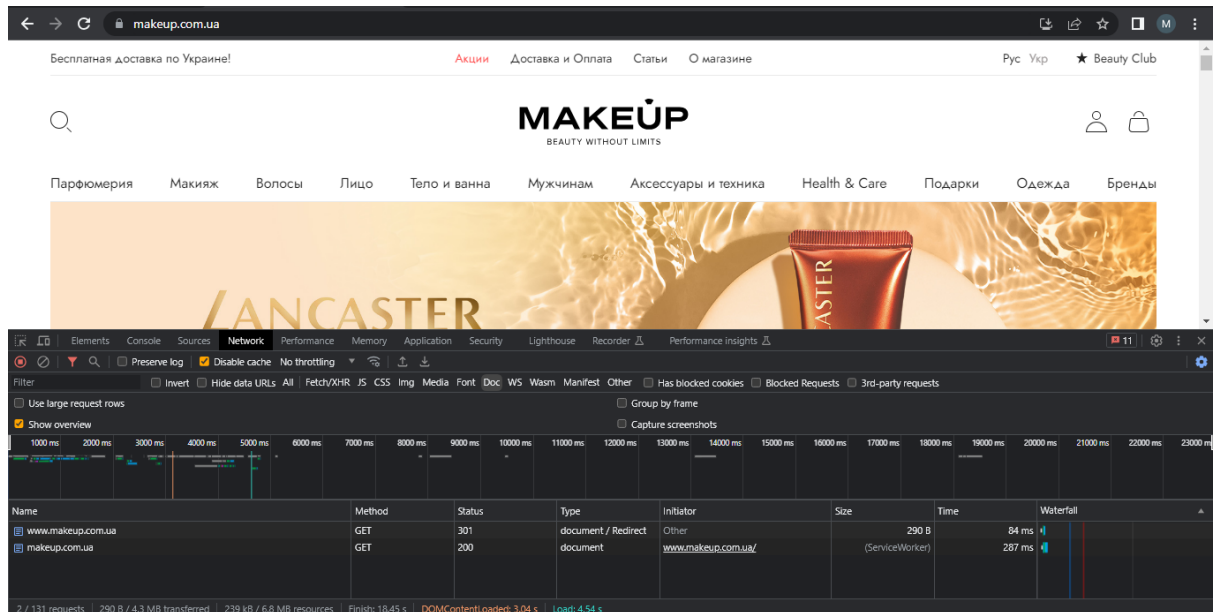 makeup.com.ua M
Бесплатная доставка по Украине! Акции Доставка и Оплата Статьи О магазине Рус Укр ★ Beauty Club
MAKEUP
BEAUTY WITHOUT LIMITS
Парфюмерия Макияж Волосы Лицо Тело и ванна Мужчинам Аксессуары и техника Health & Care Подарки Одежда Бренды
LANCASTER
Elements Console Sources Network Performance Memory Application Security Lighthouse Recorder Performance insights 11
Preserve log Disable cache No throttling
Filter Invert Hide data URLs All Fetch/XHR JS CSS Img Media Font Doc WS Wasm Manifest Other Has blocked cookies Blocked Requests 3rd-party requests
Use large request rows Group by frame
Show overview Capture screenshots
1000 ms 2000 ms 3000 ms 4000 ms 5000 ms 6000 ms 7000 ms 8000 ms 9000 ms 10000 ms 11000 ms 12000 ms 13000 ms 14000 ms 15000 ms 16000 ms 17000 ms 18000 ms 19000 ms 20000 ms 21000 ms 22000 ms 23000 m
Name Method Status Type Initiator Size Time Waterfall
www.makeup.com.ua GET 301 document / Redirect Other 290 B 84 ms
makeup.com.ua GET 200 document www.makeup.com.ua/ (ServiceWorker) 287 ms
2 / 131 requests 290 B / 4.3 MB transferred 239 kB / 6.8 MB resources Finish: 18.45 s DOMContentLoaded: 3.04 s Load: 4.54 s